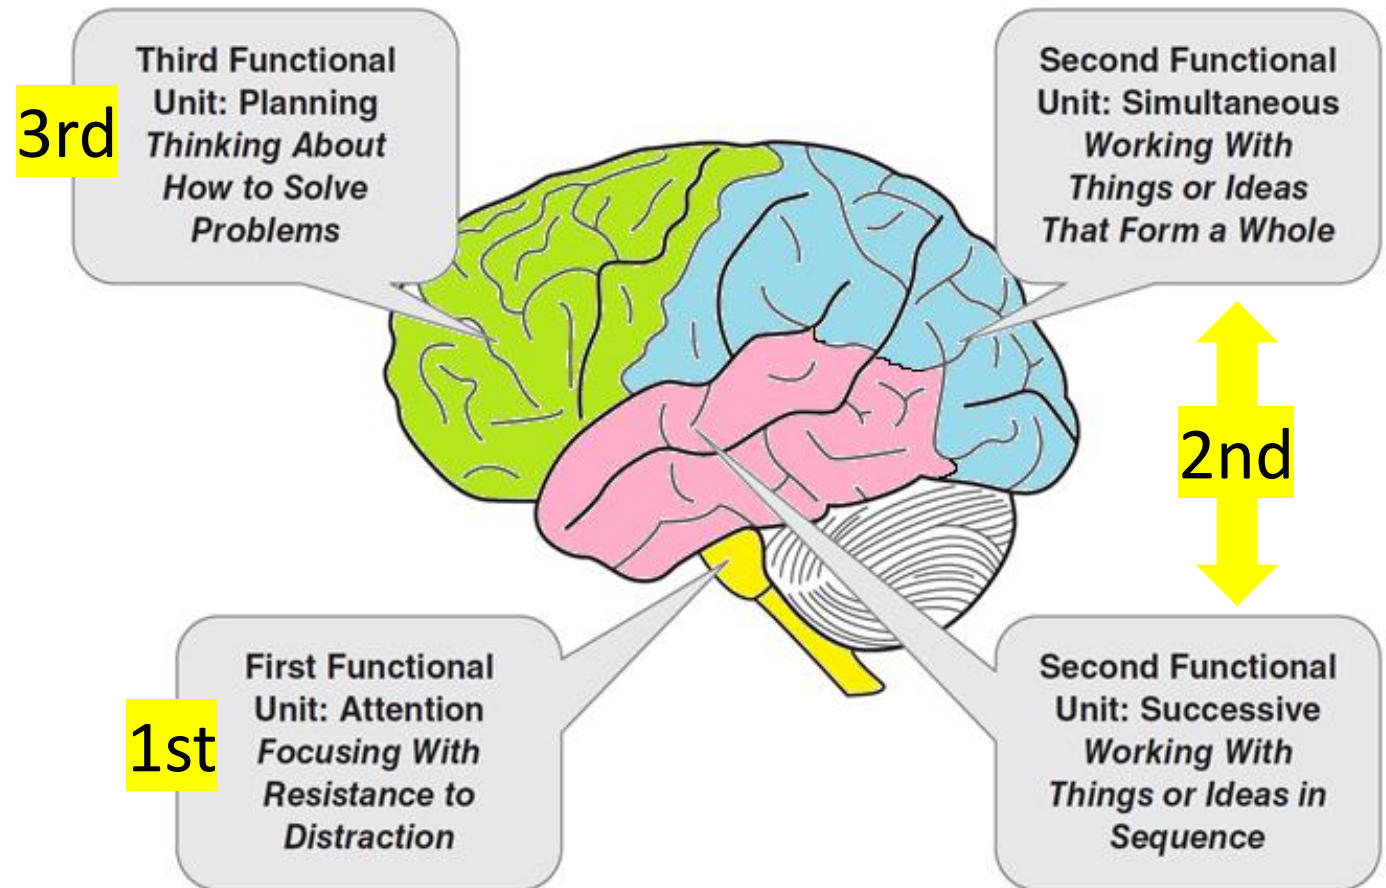 3rd
Third Functional
Unit: Planning
Thinking About
How to Solve
Problems
Second Functional
Unit: Simultaneous
Working With
Things or Ideas
That Form a Whole
2nd
1st
First Functional
Unit: Attention
Focusing With
Resistance to
Distraction
Second Functional
Unit: Successive
Working With
Things or Ideas in
Sequence